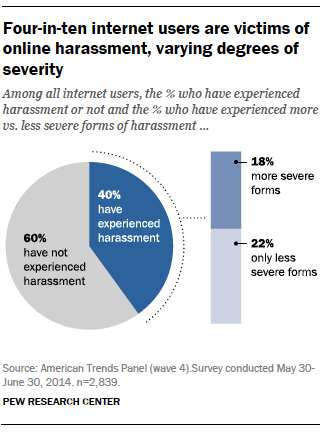 Four-in-ten internet users are victims of
online harassment, varying degrees of
severity
Among all internet users, the % who have experienced
harassment or not and the % who have experienced more
vs. less severe forms of harassment ...
40%
have
experienced
harassment
60%
have not
experienced
harassment
18%
more severe
forms
22%
only less
severe forms
Source: American Trends Panel (wave 4).Survey conducted May 30-
June 30, 2014. n=2,839.
PEW RESEARCH CENTER